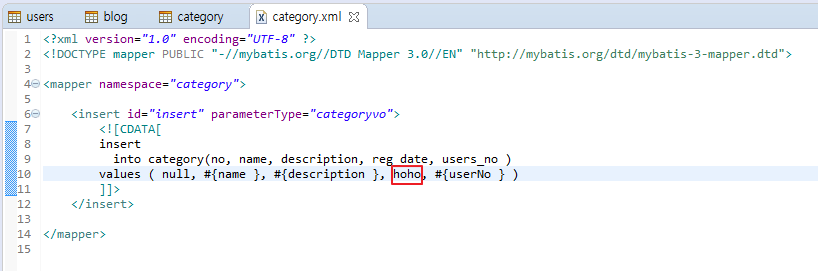 users blog category category.xml
1 <?xml version="1.0" encoding="UTF-8" ?>
2 <!DOCTYPE mapper PUBLIC "-//mybatis.org//DTD Mapper 3.0//EN" "http://mybatis.org/dtd/mybatis-3-mapper.dtd">
3
4 <mapper namespace="category">
5
6 <insert id="insert" parameterType="categoryvo">
7 <![CDATA[
8 insert
9 into category(no, name, description, reg_date, users_no )
10 values ( null, #{name }, #{description }, hoho, #{userNo } )
11 ]]>
12 </insert>
13
14 </mapper>
15